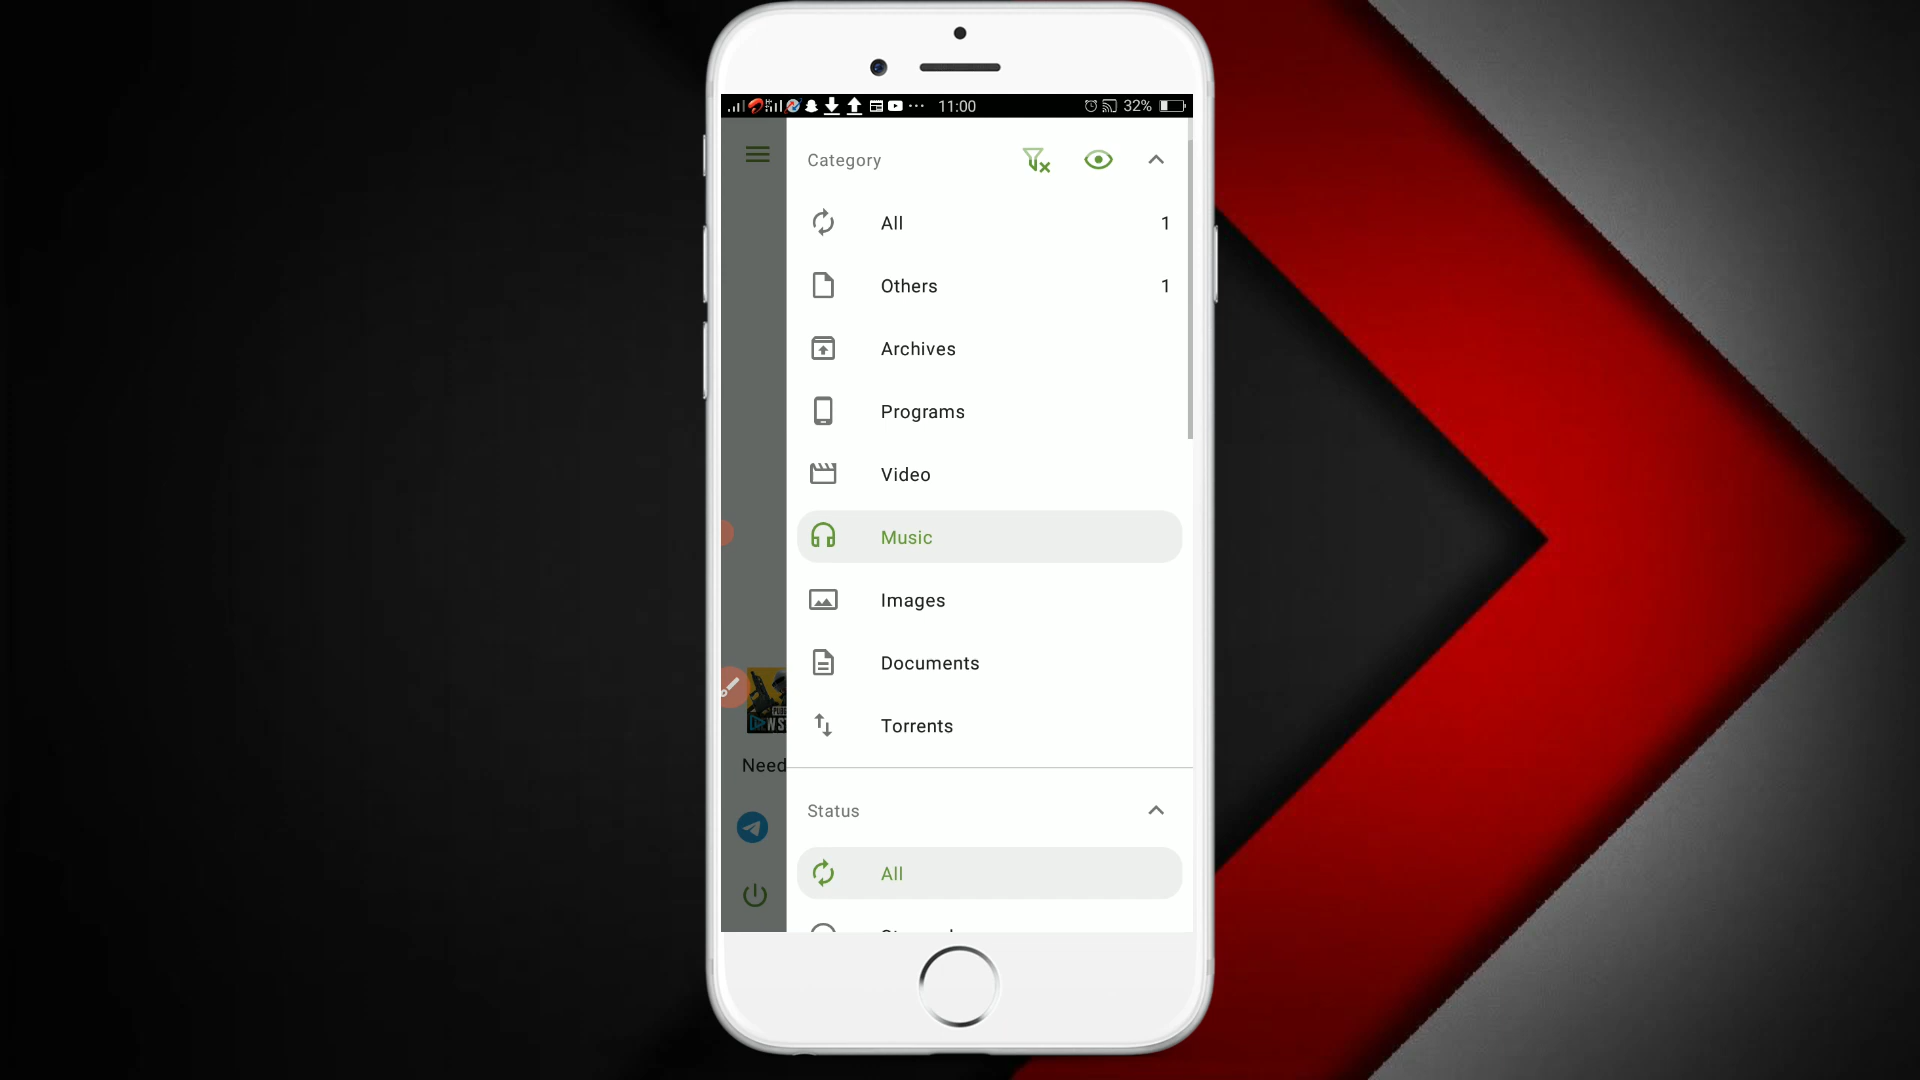 11:00
32%
Category
All 1
Others 1
Archives
Programs
Video
Music
Images
Documents
Torrents
Need
Status
All